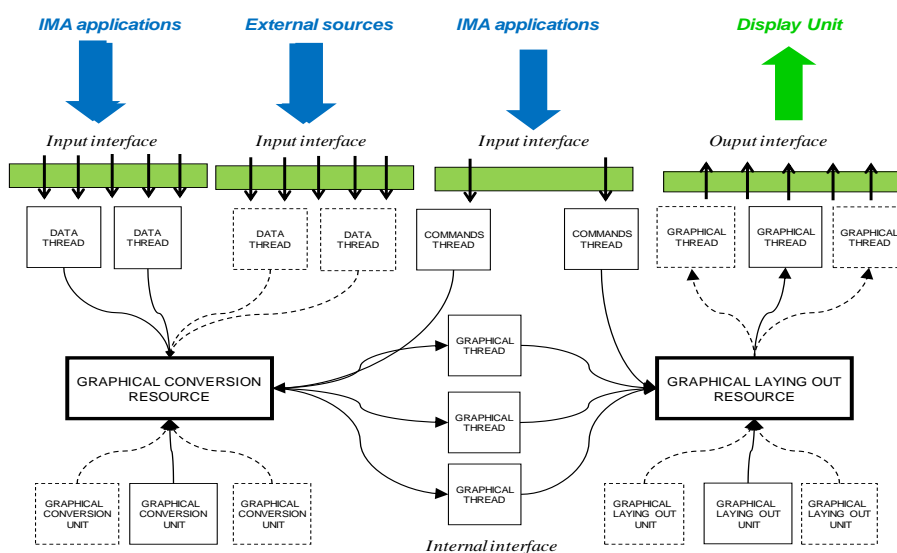 IMA applications
External sources
IMA applications
Display Unit
Input interface
Input interface
Input interface
Ouput interface
DATA
THREAD
DATA
THREAD
DATA
THREAD
DATA
THREAD
COMMANDS
THREAD
COMMANDS
THREAD
GRAPHICAL
THREAD
GRAPHICAL
THREAD
GRAPHICAL
THREAD
GRAPHICAL CONVERSION
RESOURCE
GRAPHICAL
THREAD
GRAPHICAL
THREAD
GRAPHICAL
THREAD
GRAPHICAL LAYING OUT
RESOURCE
GRAPHICAL
CONVERSION
UNIT
GRAPHICAL
CONVERSION
UNIT
GRAPHICAL
CONVERSION
UNIT
GRAPHICAL
LAYING OUT
UNIT
GRAPHICAL
LAYING OUT
UNIT
GRAPHICAL
LAYING OUT
UNIT
Internal interface